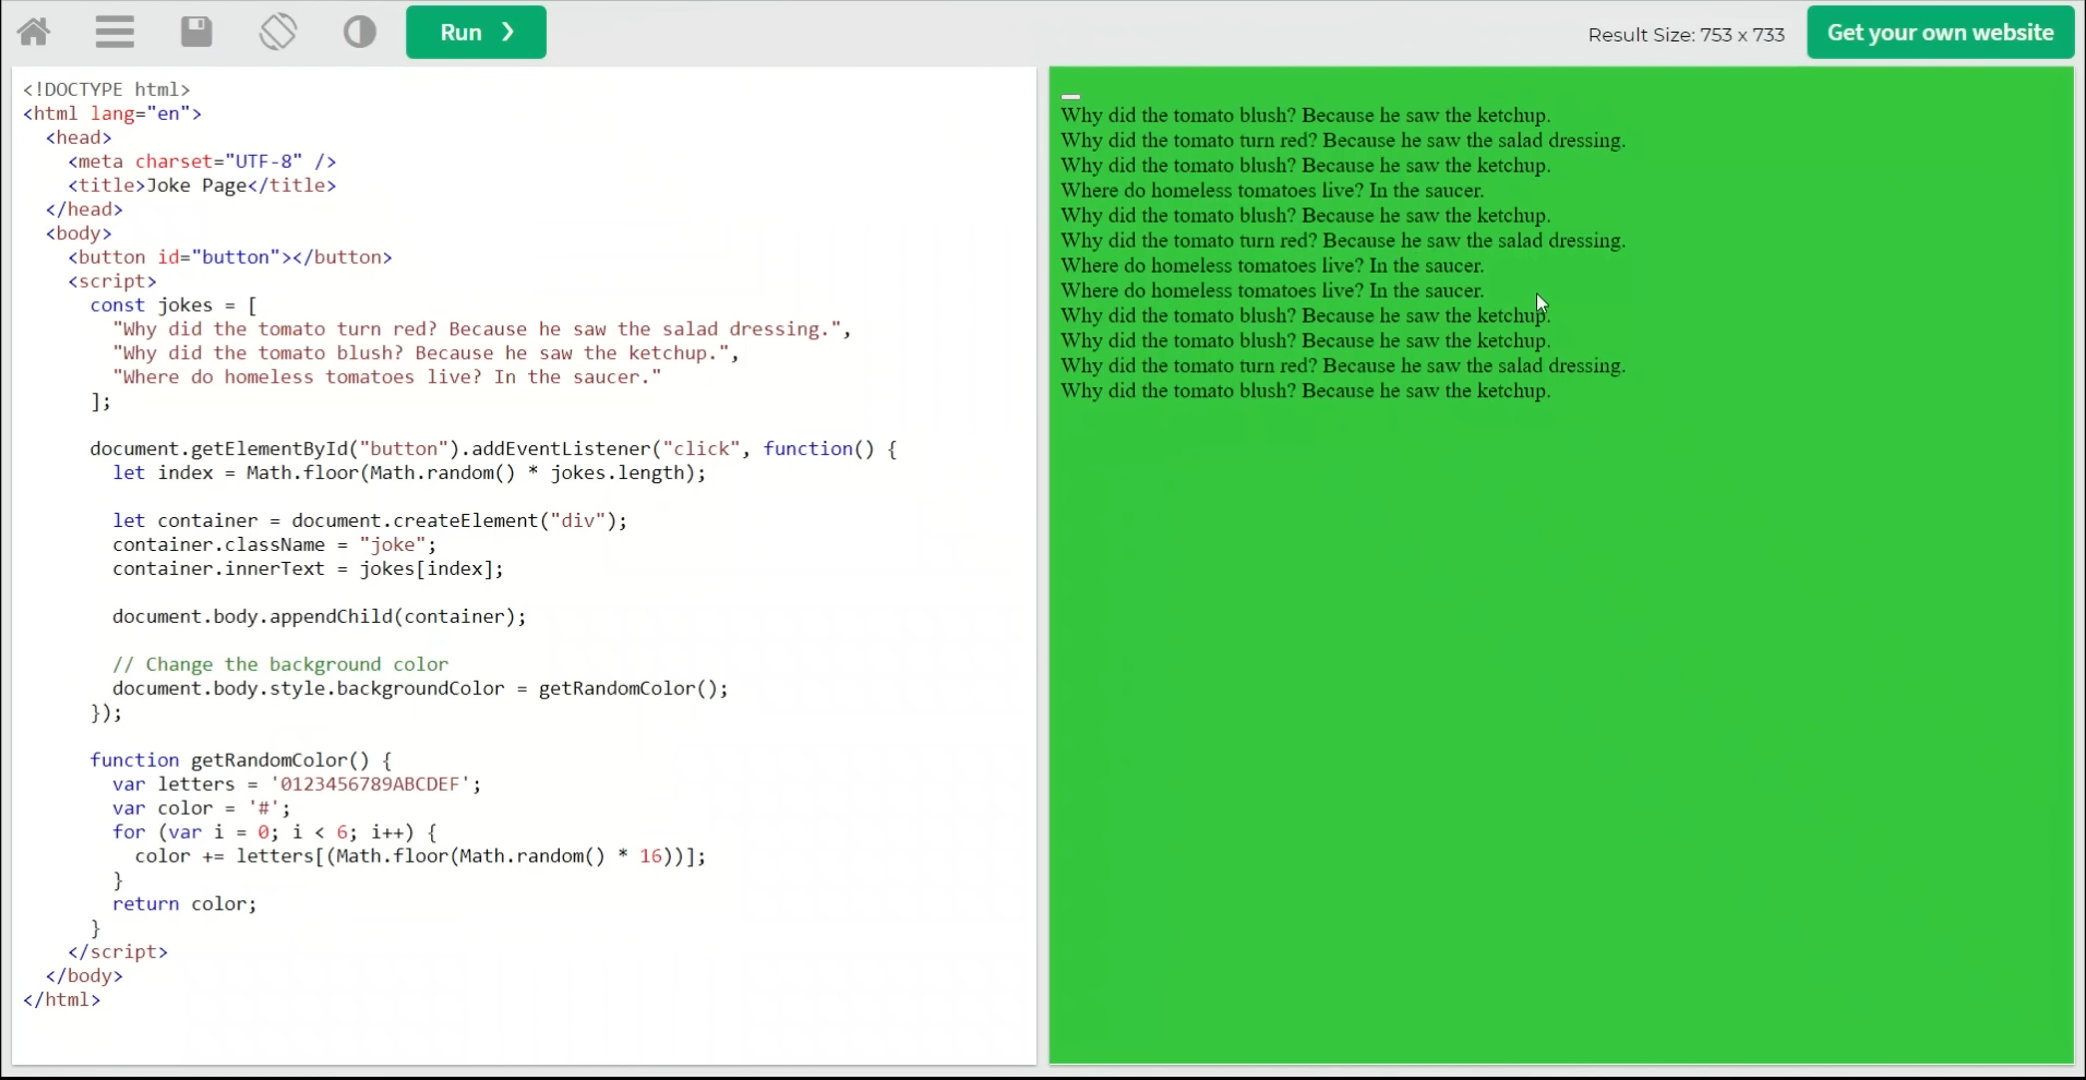 Run ❯
Result Size: 753 x 733
Get your own website
<!DOCTYPE html>
<html lang="en">
  <head>
    <meta charset="UTF-8" />
    <title>Joke Page</title>
  </head>
  <body>
    <button id="button"></button>
    <script>
      const jokes = [
        "Why did the tomato turn red? Because he saw the salad dressing.",
        "Why did the tomato blush? Because he saw the ketchup.",
        "Where do homeless tomatoes live? In the saucer."
      ];
      document.getElementById("button").addEventListener("click", function() {
        let index = Math.floor(Math.random() * jokes.length);
        let container = document.createElement("div");
        container.className = "joke";
        container.innerText = jokes[index];
        document.body.appendChild(container);
        // Change the background color
        document.body.style.backgroundColor = getRandomColor();
      });
      function getRandomColor() {
        var letters = '0123456789ABCDEF';
        var color = '#';
        for (var i = 0; i < 6; i++) {
          color += letters[(Math.floor(Math.random() * 16))];
        }
        return color;
      }
    </script>
  </body>
</html>
Why did the tomato blush? Because he saw the ketchup.
Why did the tomato turn red? Because he saw the salad dressing.
Why did the tomato blush? Because he saw the ketchup.
Where do homeless tomatoes live? In the saucer.
Why did the tomato blush? Because he saw the ketchup.
Why did the tomato turn red? Because he saw the salad dressing.
Where do homeless tomatoes live? In the saucer.
Where do homeless tomatoes live? In the saucer.
Why did the tomato blush? Because he saw the ketchup.
Why did the tomato blush? Because he saw the ketchup.
Why did the tomato turn red? Because he saw the salad dressing.
Why did the tomato blush? Because he saw the ketchup.